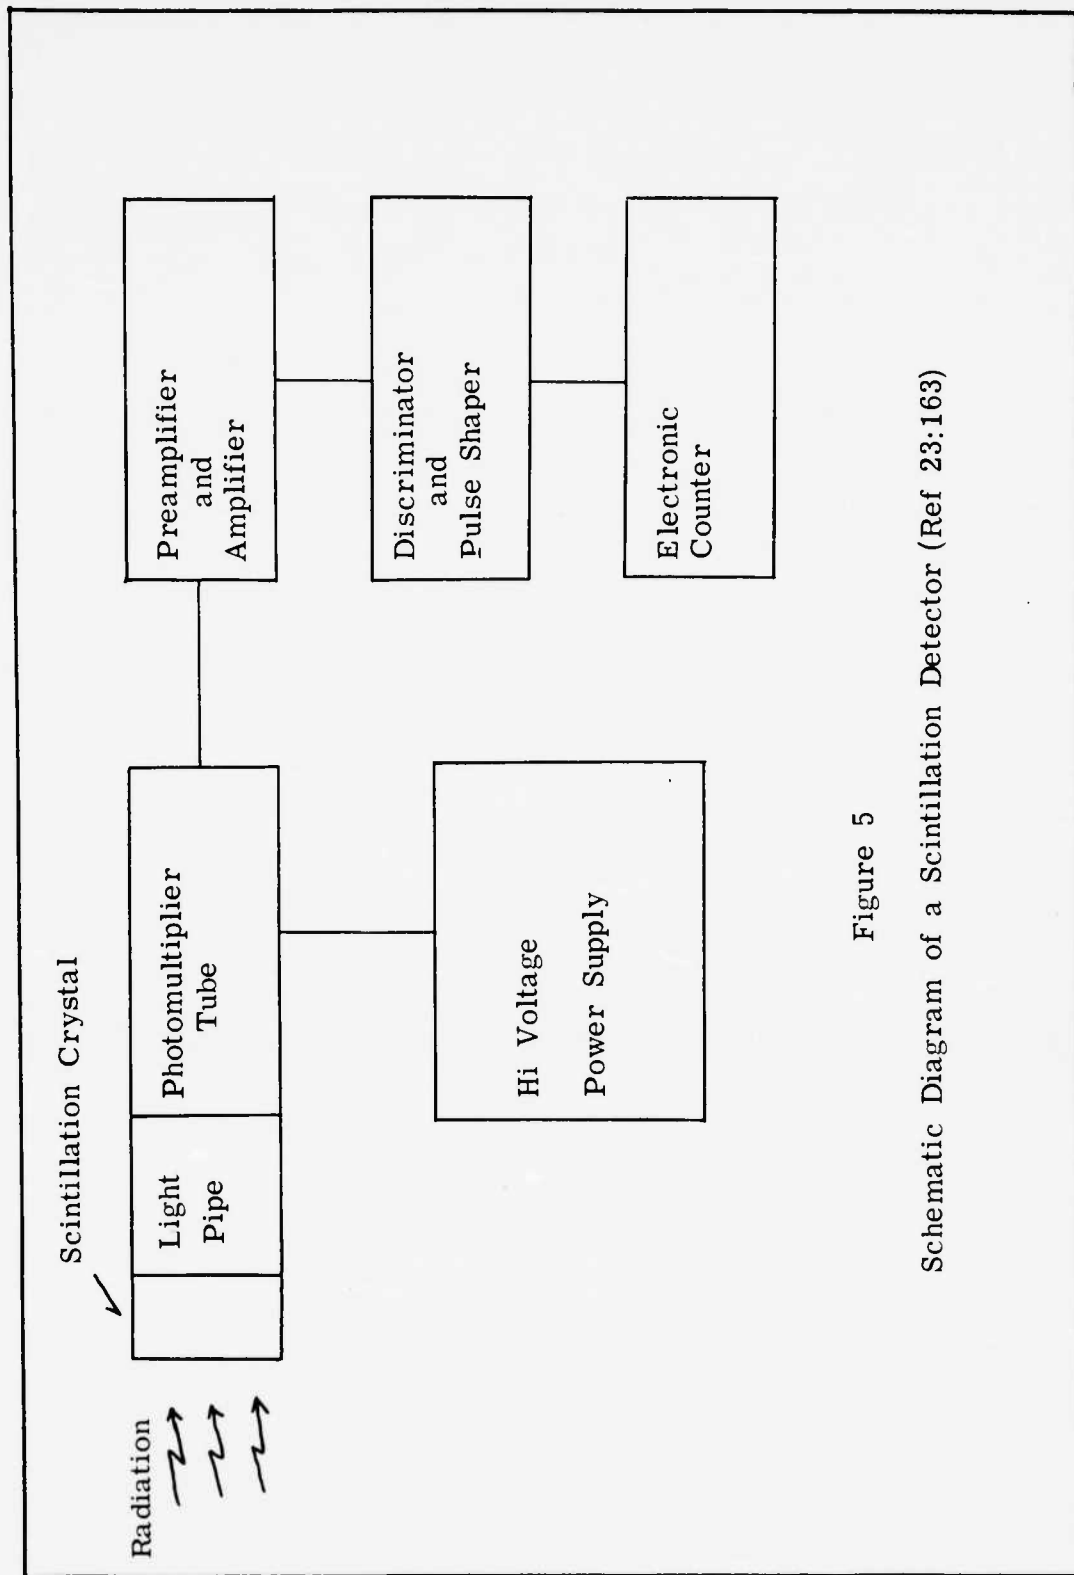 Scintillation Crystal
Radiation
Light
Pipe
Photomultiplier
Tube
Hi Voltage
Power Supply
Preamplifier
and
Amplifier
Discriminator
and
Pulse Shaper
Electronic
Counter
Figure 5
Schematic Diagram of a Scintillation Detector (Ref 23:163)